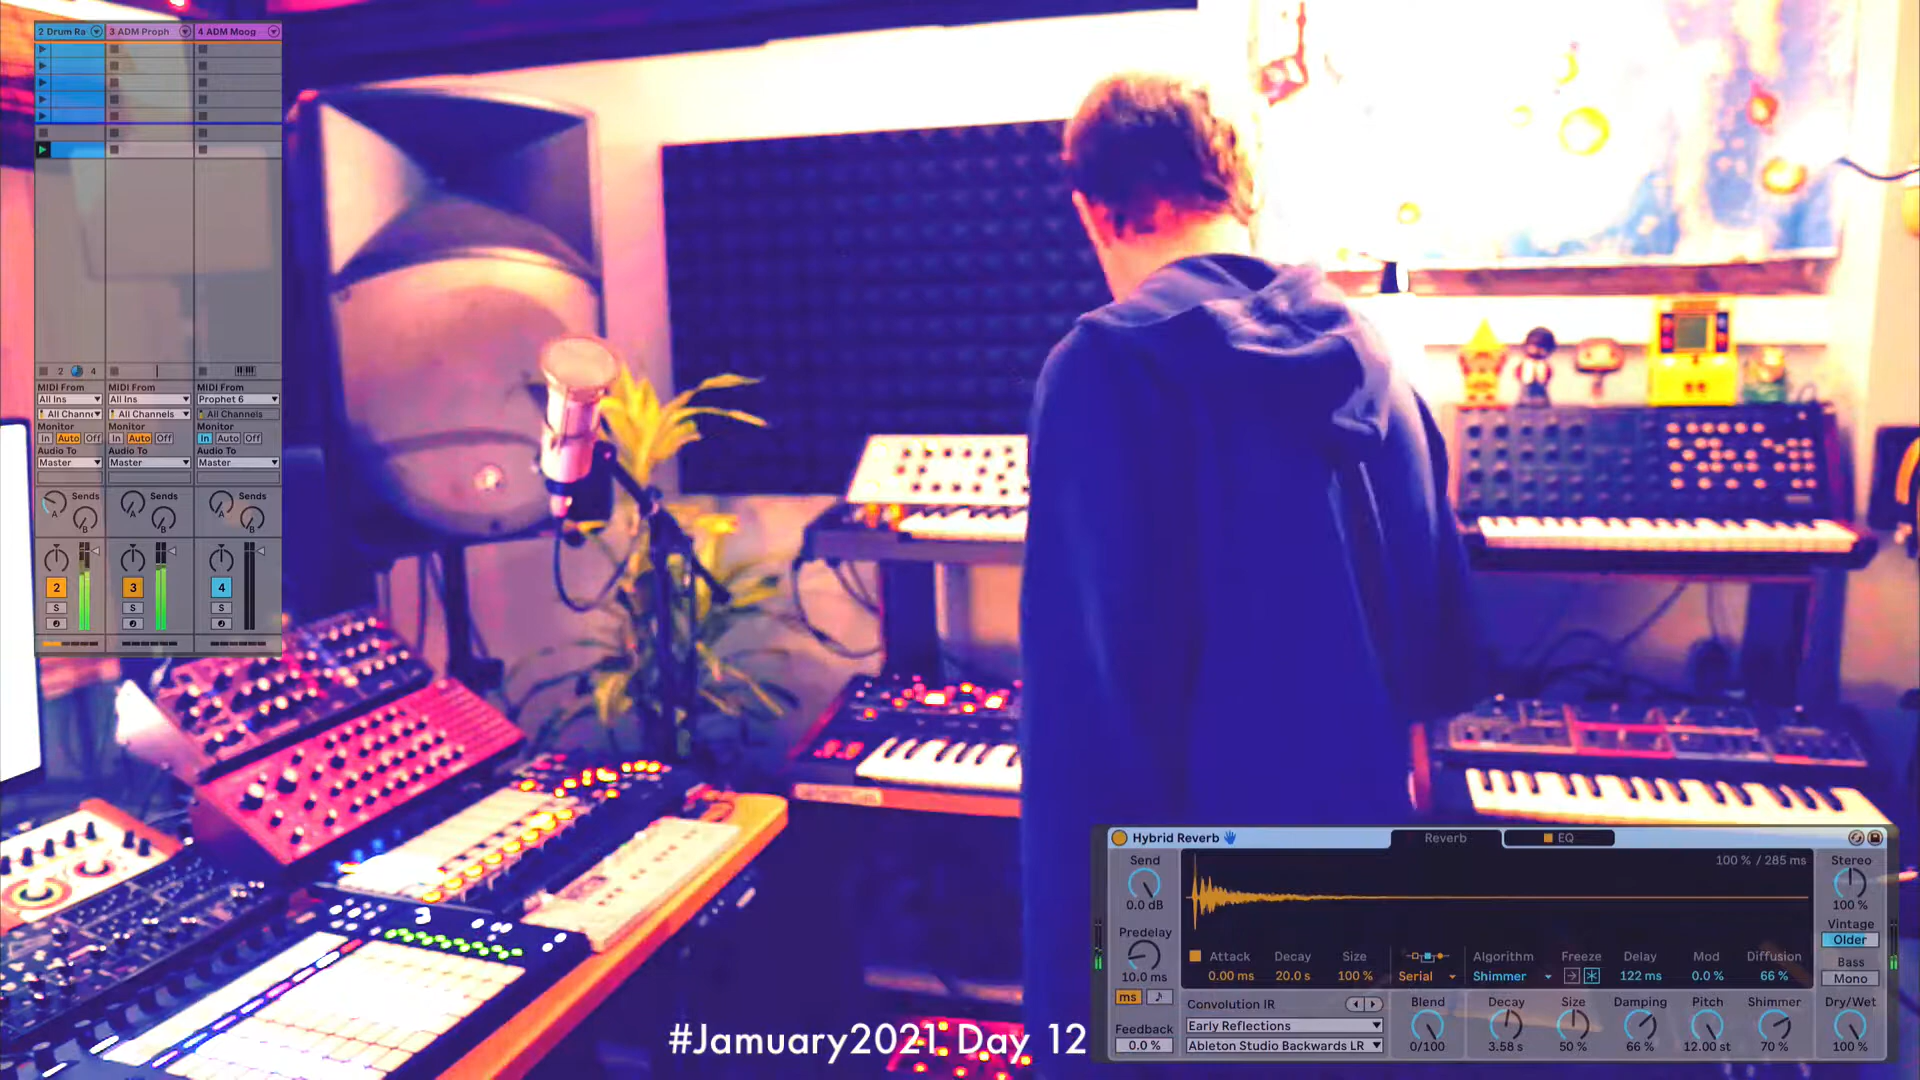 2 Drum Ra 3 ADM Proph 4 ADM Moog
2 4
MIDI From MIDI From MIDI From
All Ins All Ins Prophet 6
All Channe All Channels All Channels
Monitor Monitor Monitor
In Auto Off In Auto Off In Auto Off
Audio To Audio To Audio To
Master Master Master
Sends Sends Sends
A B A B A B
2 3 4
S S S
Hybrid Reverb Reverb EQ
Send 100 % / 285 ms Stereo
0.0 dB 100 %
Predelay Vintage
10.0 ms Older
ms Bass
Mono
Attack Decay Size Algorithm Freeze Delay Mod Diffusion
0.00 ms 20.0 s 100 % Serial Shimmer 122 ms 0.0 % 66 %
Convolution IR Blend Decay Size Damping Pitch Shimmer Dry/Wet
Feedback Early Reflections
0.0 % Ableton Studio Backwards LR 0/100 3.58 s 50 % 66 % 12.00 st 70 % 100 %
#Jamuary2021 Day 12